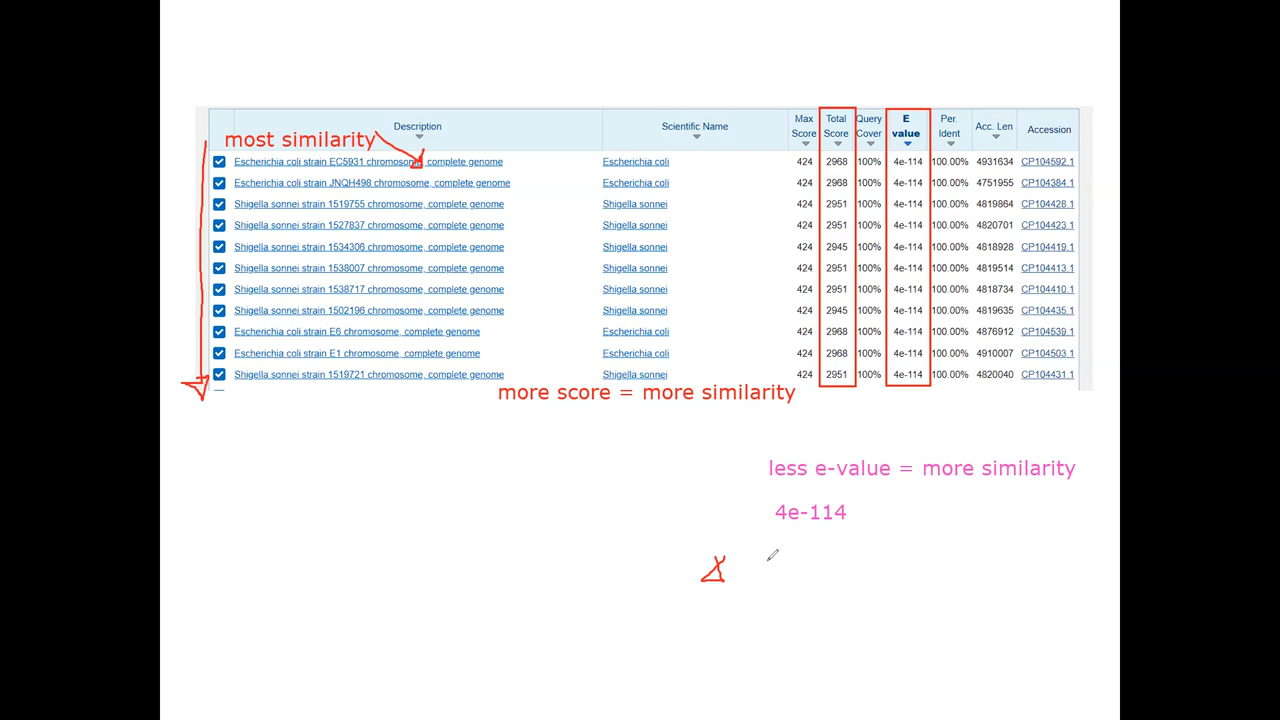 most similarity
Description Scientific Name Max Score Total Score Query Cover E value Per. Ident Acc. Len Accession
Escherichia coli strain EC5931 chromosome, complete genome Escherichia coli 424 2968 100% 4e-114 100.00% 4931634 CP104592.1
Escherichia coli strain JNQH498 chromosome, complete genome Escherichia coli 424 2968 100% 4e-114 100.00% 4751955 CP104384.1
Shigella sonnei strain 1519755 chromosome, complete genome Shigella sonnei 424 2951 100% 4e-114 100.00% 4819864 CP104428.1
Shigella sonnei strain 1527837 chromosome, complete genome Shigella sonnei 424 2951 100% 4e-114 100.00% 4820701 CP104423.1
Shigella sonnei strain 1534306 chromosome, complete genome Shigella sonnei 424 2945 100% 4e-114 100.00% 4818928 CP104419.1
Shigella sonnei strain 1538007 chromosome, complete genome Shigella sonnei 424 2951 100% 4e-114 100.00% 4819514 CP104413.1
Shigella sonnei strain 1538717 chromosome, complete genome Shigella sonnei 424 2951 100% 4e-114 100.00% 4818734 CP104410.1
Shigella sonnei strain 1502196 chromosome, complete genome Shigella sonnei 424 2945 100% 4e-114 100.00% 4819635 CP104435.1
Escherichia coli strain E6 chromosome, complete genome Escherichia coli 424 2968 100% 4e-114 100.00% 4876912 CP104539.1
Escherichia coli strain E1 chromosome, complete genome Escherichia coli 424 2968 100% 4e-114 100.00% 4910007 CP104503.1
Shigella sonnei strain 1519721 chromosome, complete genome Shigella sonnei 424 2951 100% 4e-114 100.00% 4820040 CP104431.1
more score = more similarity
less e-value = more similarity
4e-114